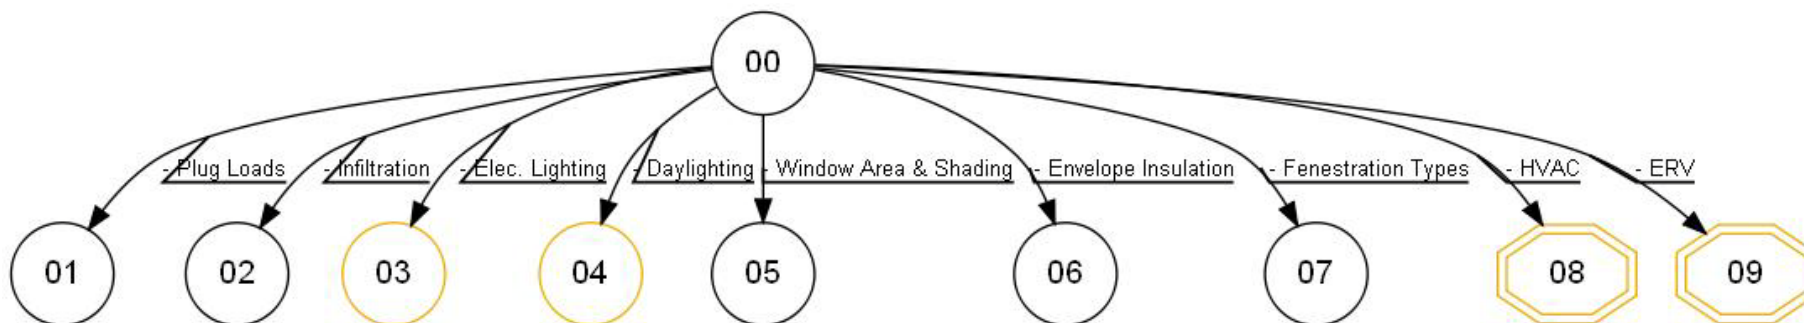 00
- Plug Loads
- Infiltration
- Elec. Lighting
- Daylighting
- Window Area & Shading
- Envelope Insulation
- Fenestration Types
- HVAC
- ERV
01
02
03
04
05
06
07
08
09